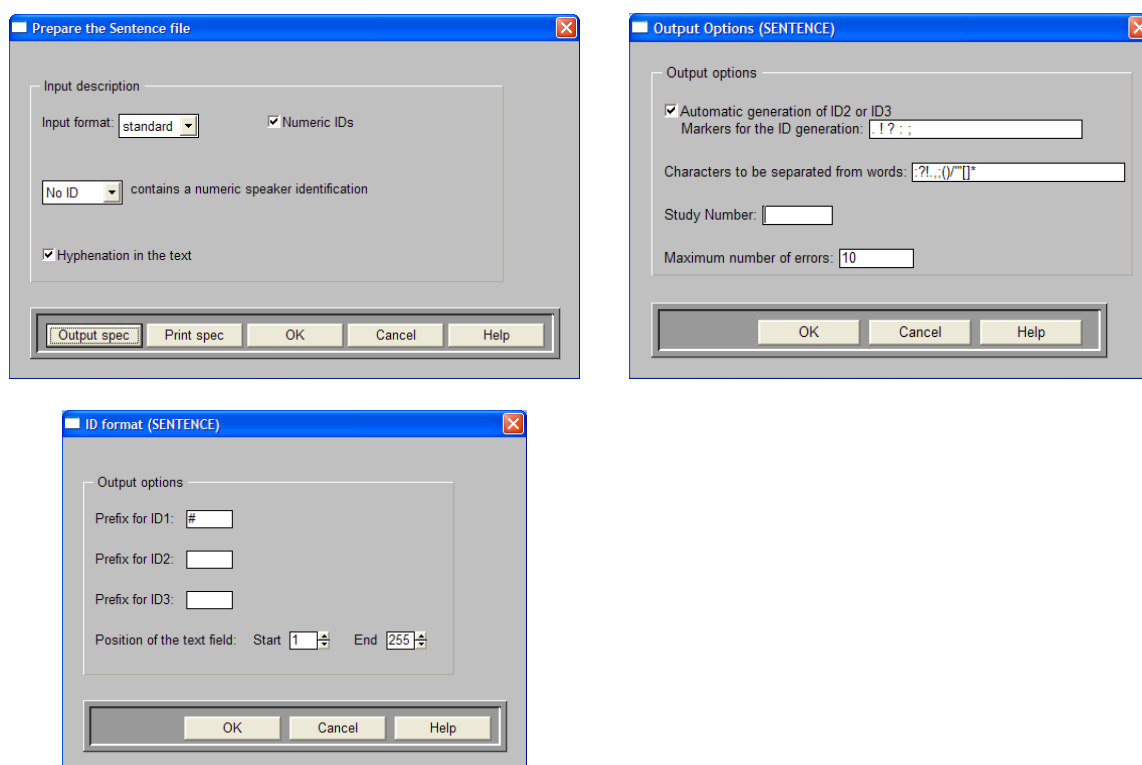 Prepare the Sentence file
Input description
Input format: standard
Numeric IDs
No ID contains a numeric speaker identification
Hyphenation in the text
Output spec Print spec OK Cancel Help
Output Options (SENTENCE)
Output options
Automatic generation of ID2 or ID3
Markers for the ID generation: . ! ? : ;
Characters to be separated from words: :?!.,;()/'"[]*
Study Number:
Maximum number of errors: 10
OK Cancel Help
ID format (SENTENCE)
Output options
Prefix for ID1: #
Prefix for ID2:
Prefix for ID3:
Position of the text field: Start 1 End 255
OK Cancel Help